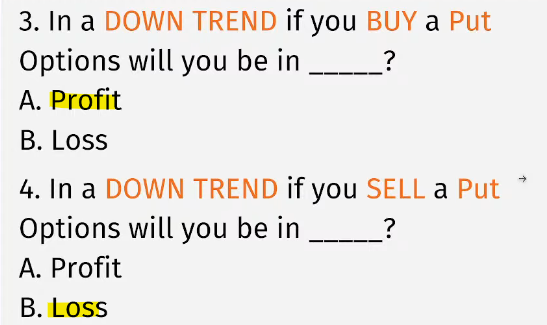 3. In a DOWN TREND if you BUY a Put
Options will you be in _____?
A. Profit
B. Loss
4. In a DOWN TREND if you SELL a Put
Options will you be in _____?
A. Profit
B. Loss